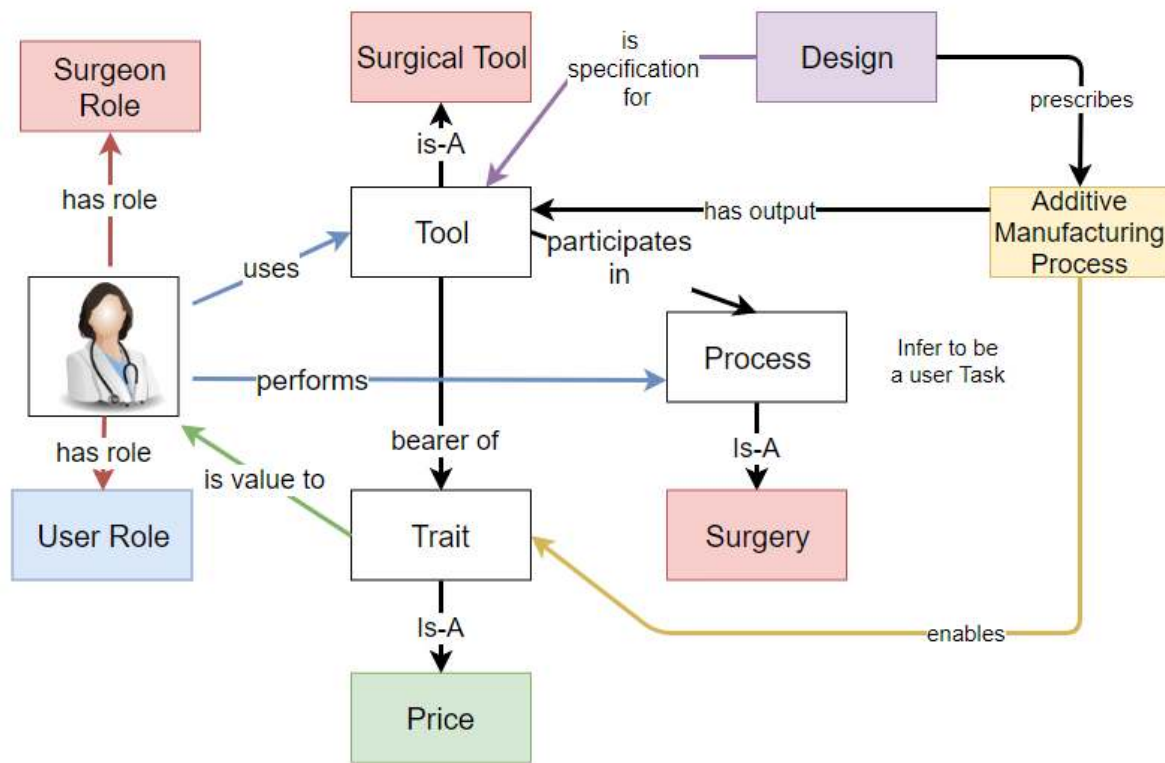 Surgeon
Role
Surgical Tool
is
specification
for
Design
prescribes
is-A
has role
Tool
has output
Additive
Manufacturing
Process
participates
in
uses
Process
Infer to be
a user Task
performs
bearer of
Is-A
has role
is value to
User Role
Trait
Surgery
Is-A
enables
Price